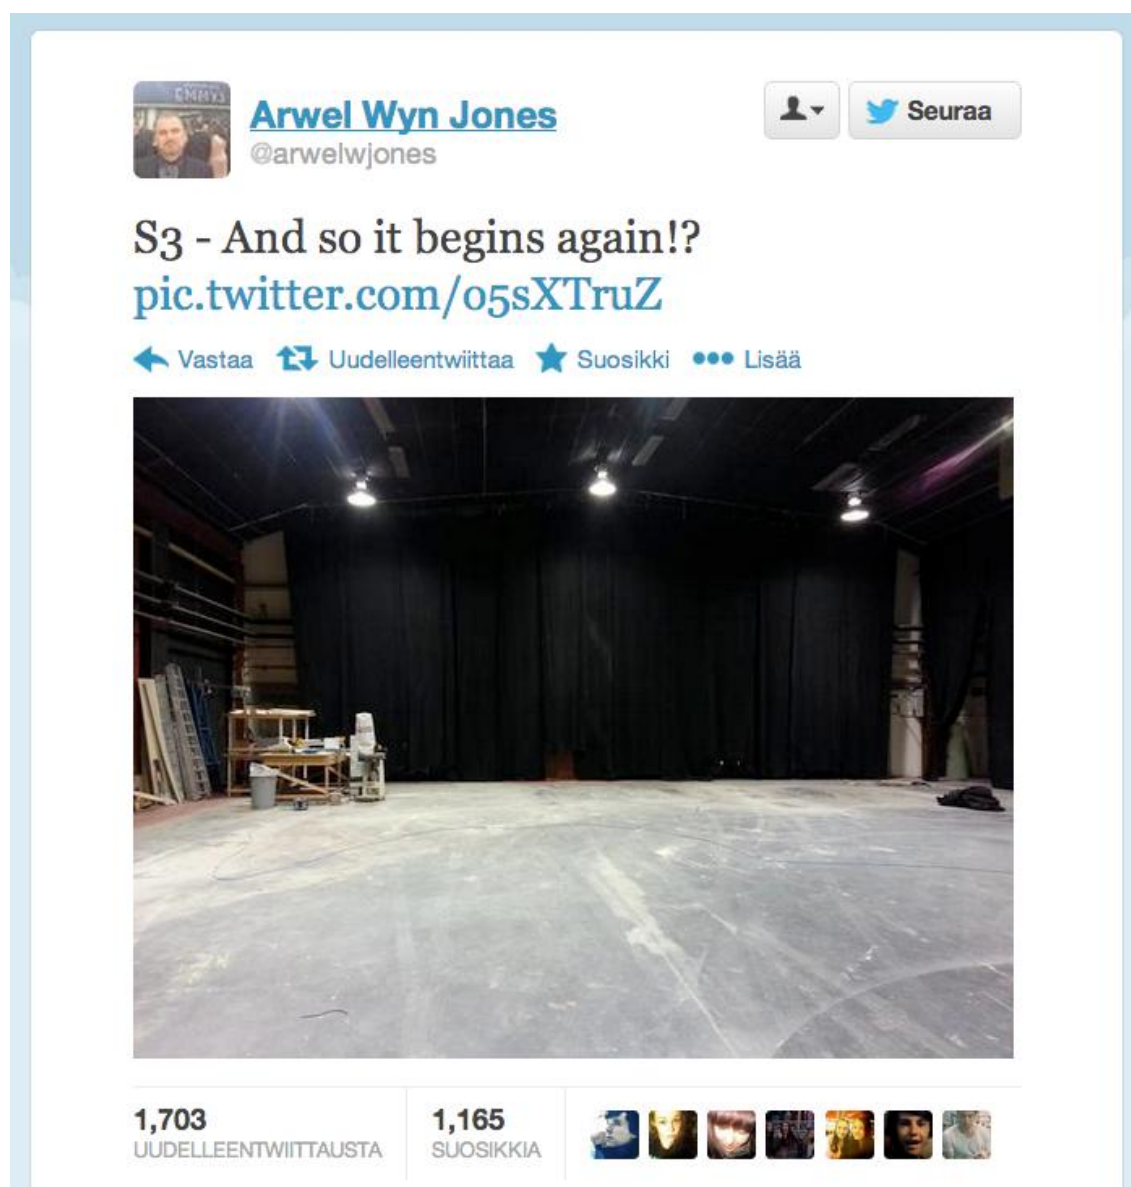 EMMYS
Arwel Wyn Jones
@arwelwjones
Seuraa
S3 - And so it begins again!?
pic.twitter.com/o5sXTruZ
Vastaa Uudelleentwiittaa Suosikki Lisää
1,703
UUDELLEENTWIITTAUSTA
1,165
SUOSIKKIA